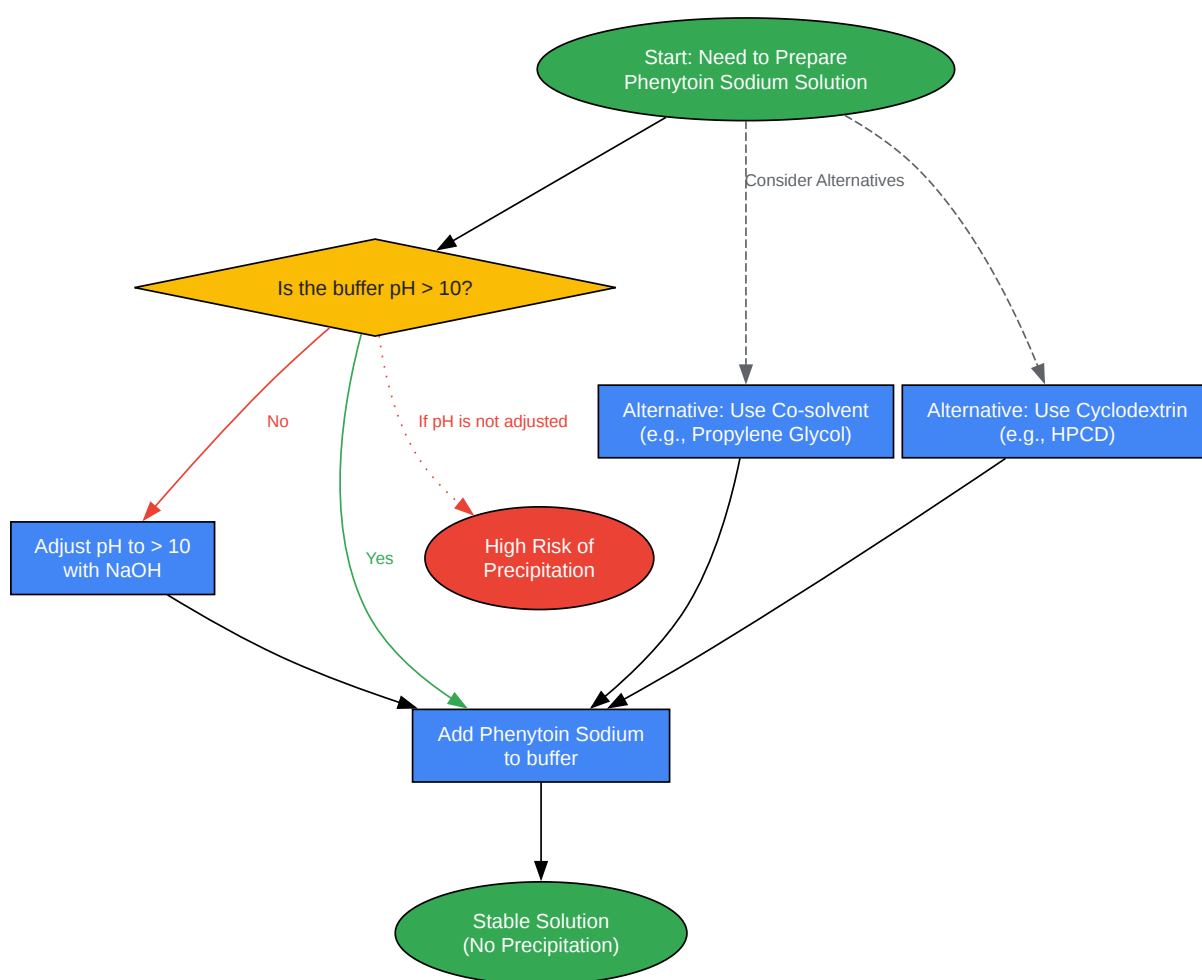 Start: Need to Prepare
Phenytoin Sodium Solution
Consider Alternatives
Is the buffer pH > 10?
Alternative: Use Co-solvent
(e.g., Propylene Glycol)
Alternative: Use Cyclodextrin
(e.g., HPCD)
No
If pH is not adjusted
Adjust pH to > 10
with NaOH
Yes
High Risk of
Precipitation
Add Phenytoin Sodium
to buffer
Stable Solution
(No Precipitation)